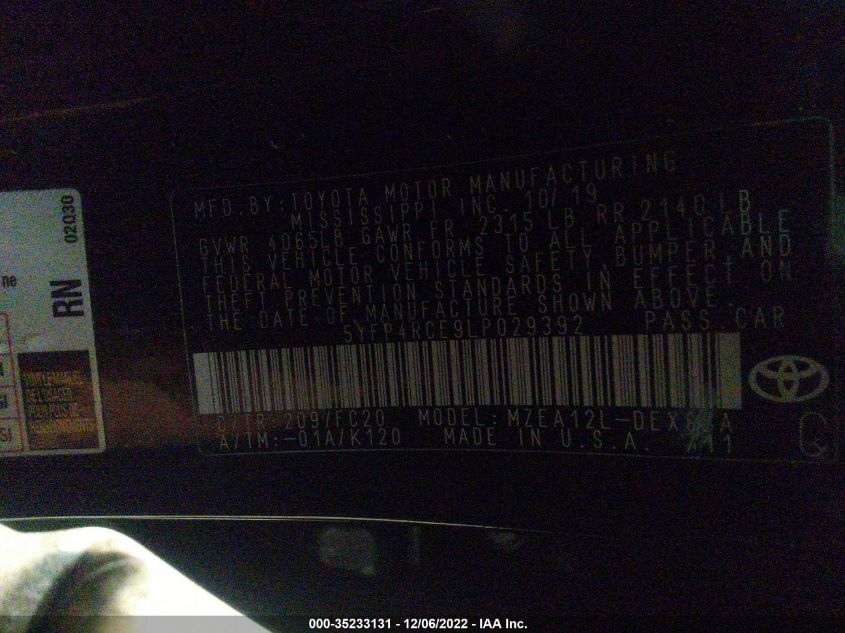 MFD.BY:TOYOTA MOTOR MANUFACTURING
MISSISSIPPI INC. 10/19
GVWR 4065LB GAWR FR 2315 LB RR 2140LB
THIS VEHICLE CONFORMS TO ALL APPLICABLE
FEDERAL MOTOR VEHICLE SAFETY, BUMPER AND
THEFT PREVENTION STANDARDS IN EFFECT ON
THE DATE OF MANUFACTURE SHOWN ABOVE.
5YFP4RCE9LP029392 PASS CAR
C/TR:209/FC20 MODEL:MZEA12L-
A/TM:-01A/K120 MADE IN U.S.A. 711
Q
ne
RN
02Q30
000-35233131 - 12/06/2022 - IAA Inc.